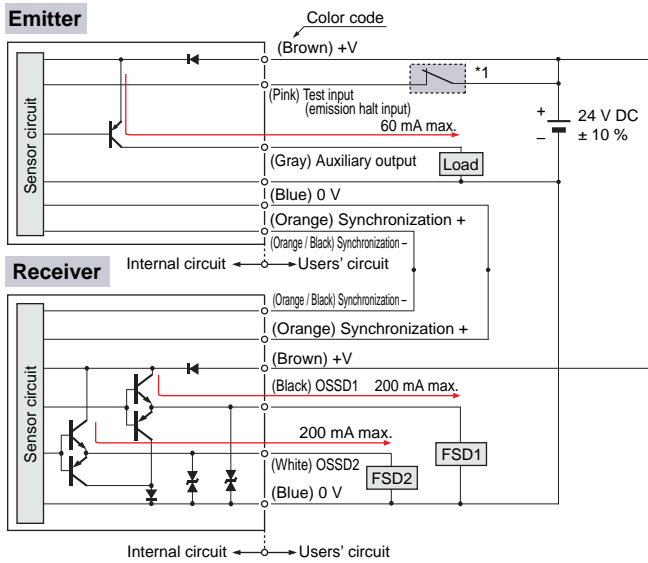 Emitter
Color code
(Brown) +V
*1
(Pink) Test input
(emission halt input)
+
24 V DC
60 mA max.
–
± 10 %
Sensor circuit
(Gray) Auxiliary output
Load
(Blue) 0 V
(Orange) Synchronization +
(Orange / Black) Synchronization –
Internal circuit
Users' circuit
Receiver
(Orange / Black) Synchronization –
(Orange) Synchronization +
(Brown) +V
(Black) OSSD1
200 mA max.
Sensor circuit
200 mA max.
FSD1
(White) OSSD2
FSD2
(Blue) 0 V
Internal circuit
Users' circuit